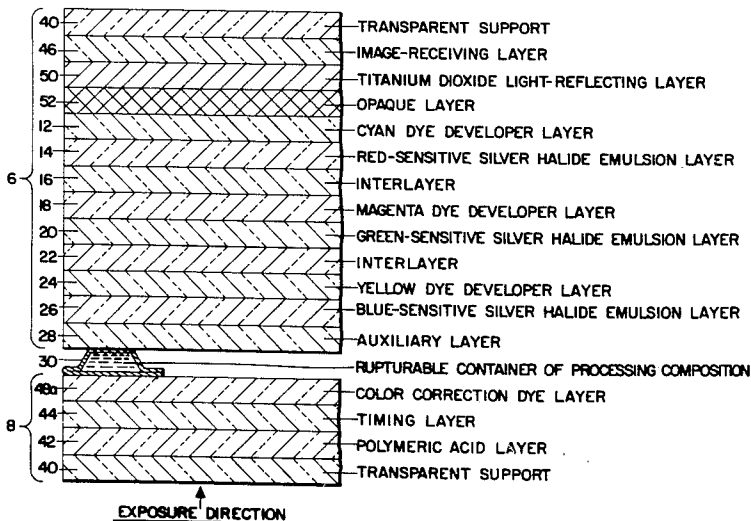 40 TRANSPARENT SUPPORT
46 IMAGE-RECEIVING LAYER
50 TITANIUM DIOXIDE LIGHT-REFLECTING LAYER
52 OPAQUE LAYER
12 CYAN DYE DEVELOPER LAYER
14 RED-SENSITIVE SILVER HALIDE EMULSION LAYER
6 16 INTERLAYER
18 MAGENTA DYE DEVELOPER LAYER
20 GREEN-SENSITIVE SILVER HALIDE EMULSION LAYER
22 INTERLAYER
24 YELLOW DYE DEVELOPER LAYER
26 BLUE-SENSITIVE SILVER HALIDE EMULSION LAYER
28 AUXILIARY LAYER
30 RUPTURABLE CONTAINER OF PROCESSING COMPOSITION
48a COLOR CORRECTION DYE LAYER
8 44 TIMING LAYER
42 POLYMERIC ACID LAYER
40 TRANSPARENT SUPPORT
EXPOSURE DIRECTION